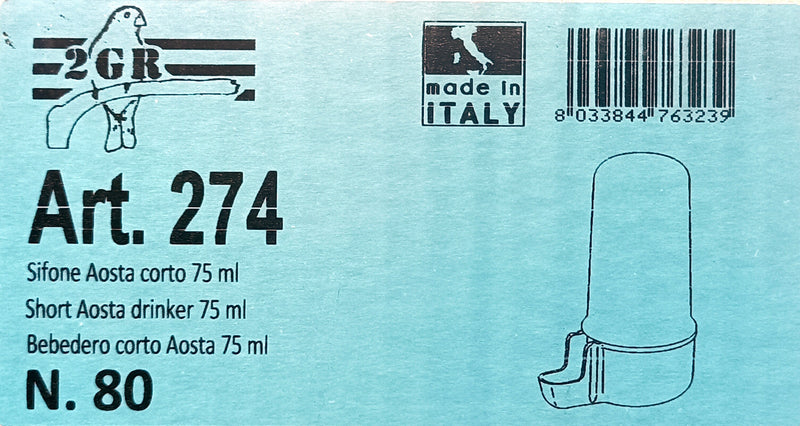 2GR
made in
iTALY
8 033844 763239
Art. 274
Sifone Aosta corto 75 ml
Short Aosta drinker 75 ml
Bebedero corto Aosta 75 ml
N. 80